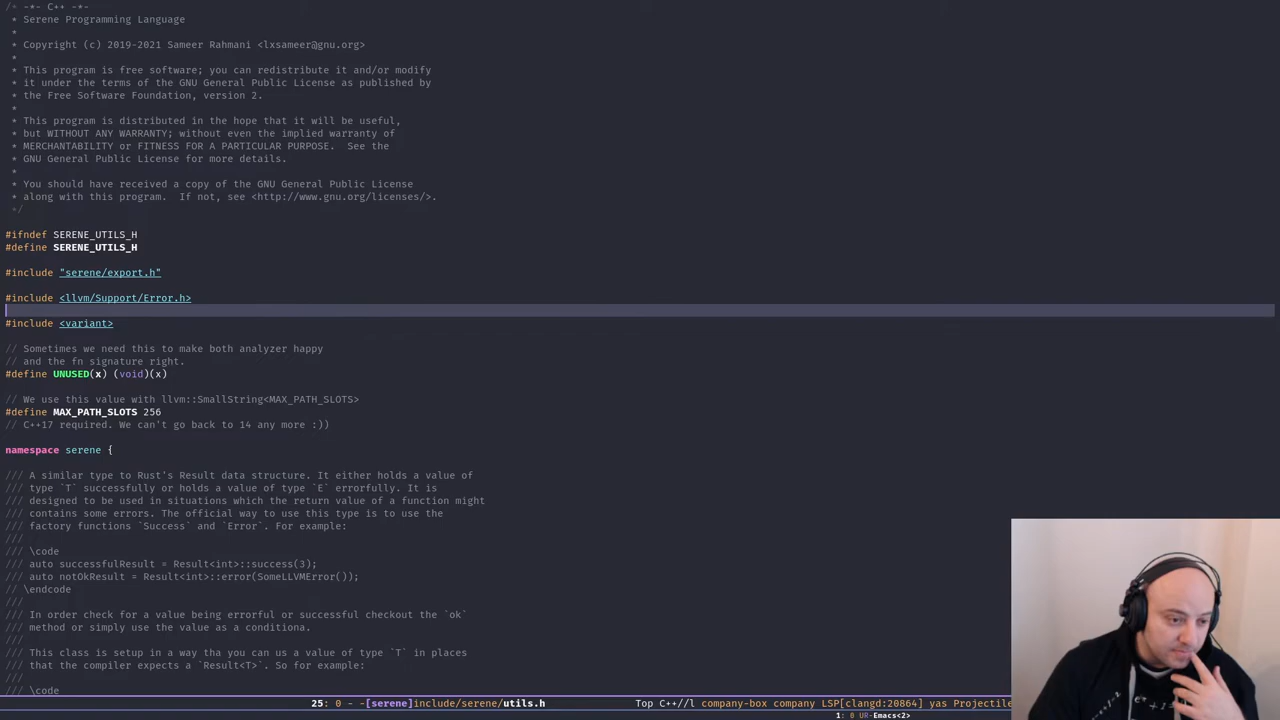 /* -*- C++ -*-
 * Serene Programming Language
 *
 * Copyright (c) 2019-2021 Sameer Rahmani <lxsameer@gnu.org>
 *
 * This program is free software; you can redistribute it and/or modify
 * it under the terms of the GNU General Public License as published by
 * the Free Software Foundation, version 2.
 *
 * This program is distributed in the hope that it will be useful,
 * but WITHOUT ANY WARRANTY; without even the implied warranty of
 * MERCHANTABILITY or FITNESS FOR A PARTICULAR PURPOSE.  See the
 * GNU General Public License for more details.
 *
 * You should have received a copy of the GNU General Public License
 * along with this program.  If not, see <http://www.gnu.org/licenses/>.
 */
#ifndef SERENE_UTILS_H
#define SERENE_UTILS_H
#include "serene/export.h"
#include <llvm/Support/Error.h>
#include <variant>
// Sometimes we need this to make both analyzer happy
// and the fn signature right.
#define UNUSED(x) (void)(x)
// We use this value with llvm::SmallString<MAX_PATH_SLOTS>
#define MAX_PATH_SLOTS 256
// C++17 required. We can't go back to 14 any more :))
namespace serene {
/// A similar type to Rust's Result data structure. It either holds a value of
/// type `T` successfully or holds a value of type `E` errorfully. It is
/// designed to be used in situations which the return value of a function might
/// contains some errors. The official way to use this type is to use the
/// factory functions `Success` and `Error`. For example:
///
/// \code
/// auto successfulResult = Result<int>::success(3);
/// auto notOkResult = Result<int>::error(SomeLLVMError());
// \endcode
///
/// In order check for a value being errorful or successful checkout the `ok`
/// method or simply use the value as a conditiona.
///
/// This class is setup in a way tha you can us a value of type `T` in places
/// that the compiler expects a `Result<T>`. So for example:
///
/// \code
25: 0 - -[serene]include/serene/utils.h Top C++//l company-box company LSP[clangd:20864] yas Projectile
1: 0 UR-Emacs<2>